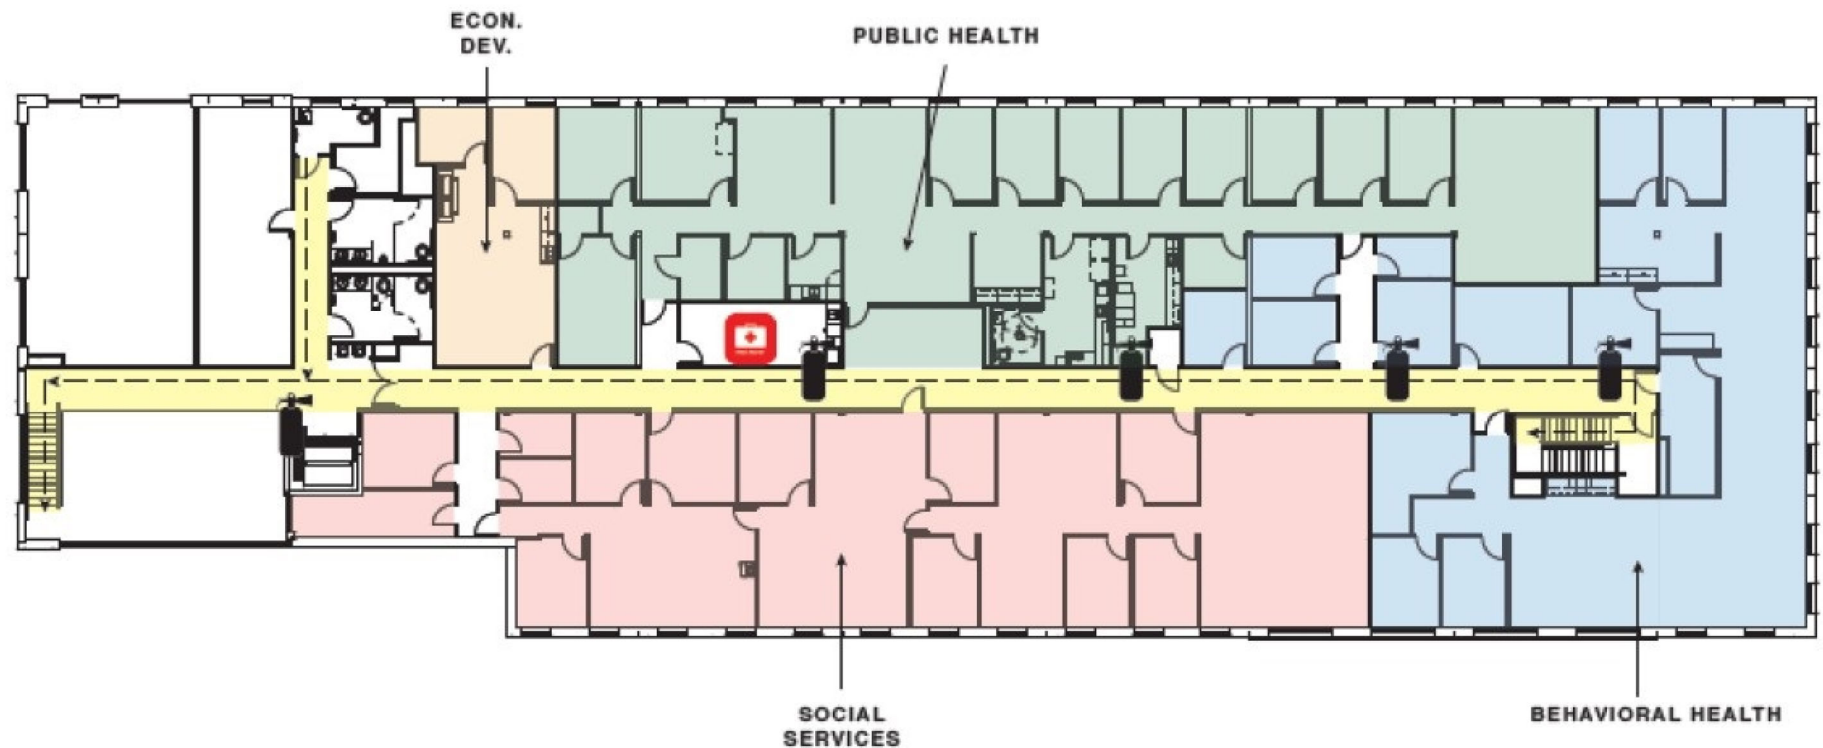 ECON.
DEV.
PUBLIC HEALTH
SOCIAL
SERVICES
BEHAVIORAL HEALTH